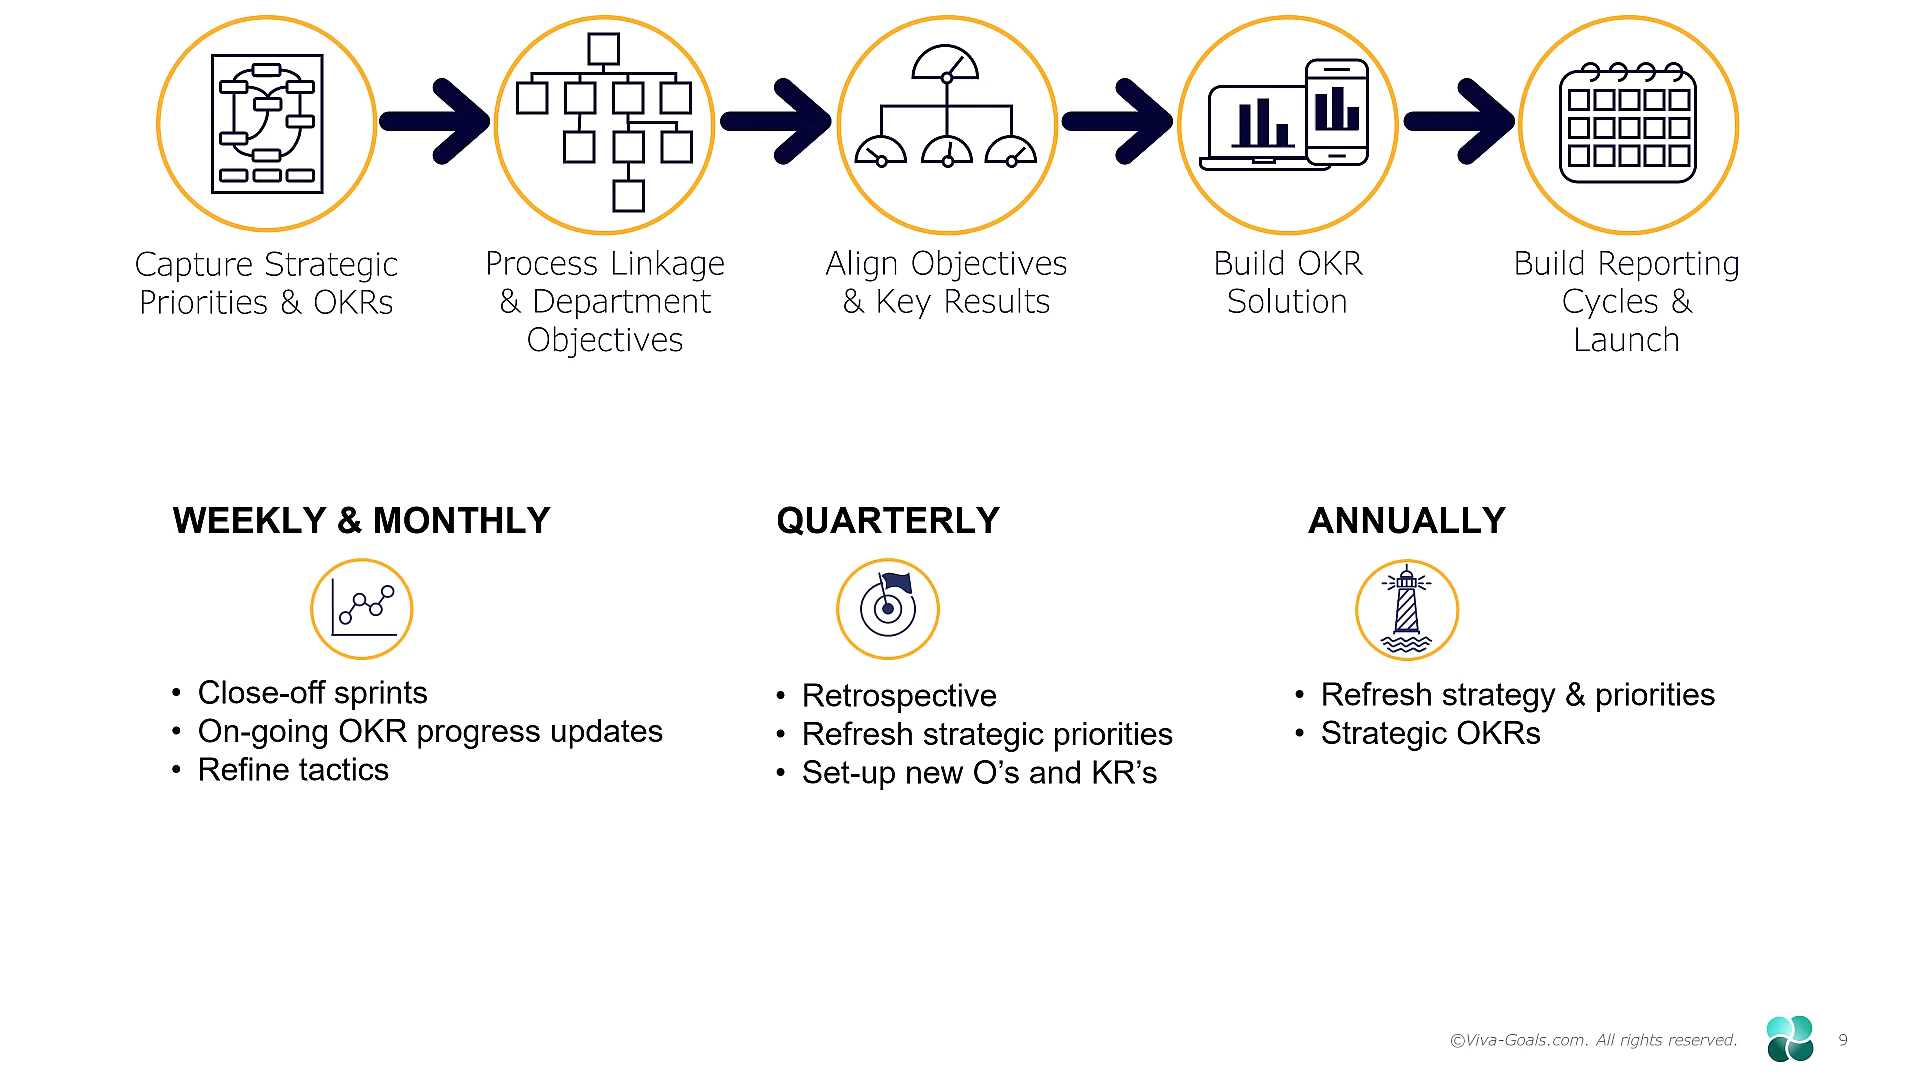 Capture Strategic
Priorities & OKRs
Process Linkage
& Department
Objectives
Align Objectives
& Key Results
Build OKR
Solution
Build Reporting
Cycles &
Launch
WEEKLY & MONTHLY
• Close-off sprints
• On-going OKR progress updates
• Refine tactics
QUARTERLY
• Retrospective
• Refresh strategic priorities
• Set-up new O’s and KR’s
ANNUALLY
• Refresh strategy & priorities
• Strategic OKRs
©Viva-Goals.com. All rights reserved.
9